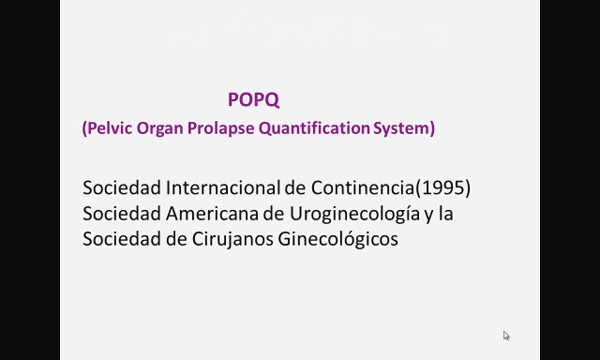 POPQ
(Pelvic Organ Prolapse Quantification System)
Sociedad Internacional de Continencia(1995)
Sociedad Americana de Uroginecología y la
Sociedad de Cirujanos Ginecológicos